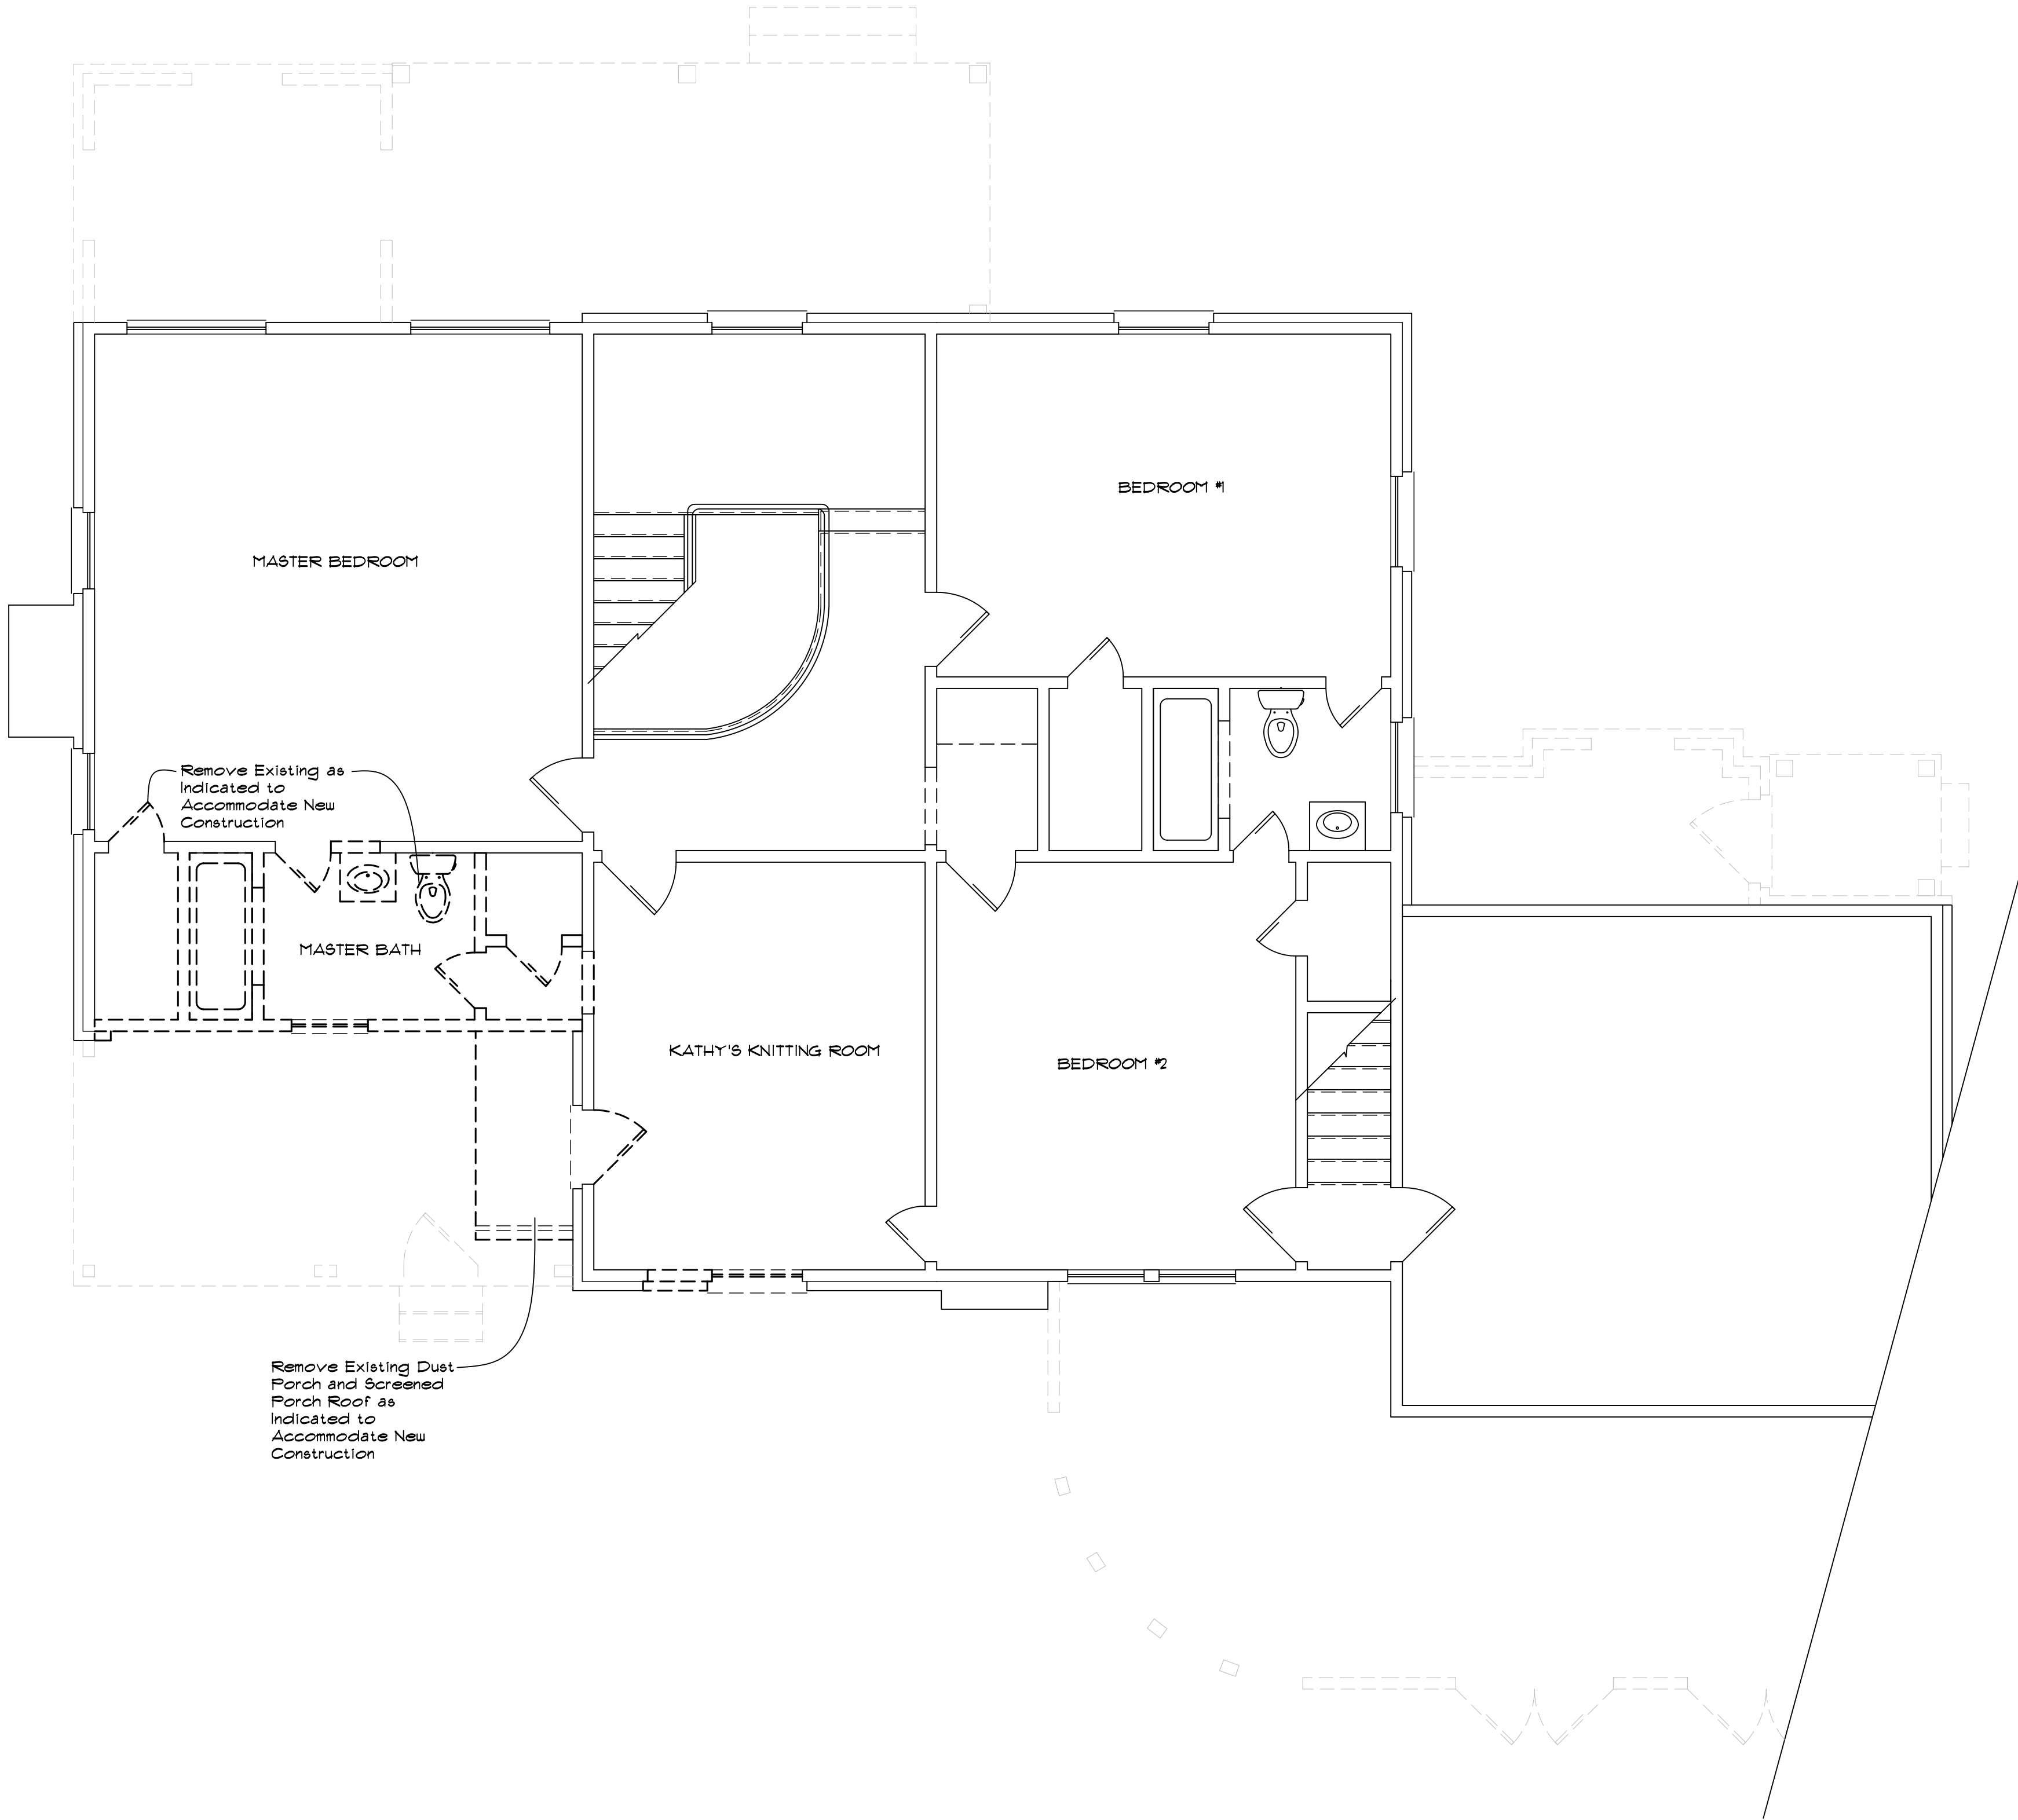 BEDROOM #1
MASTER BEDROOM
Remove Existing as
Indicated to
Accommodate New
Construction
MASTER BATH
KATHY'S KNITTING ROOM
BEDROOM #2
Remove Existing Dust
Porch and Screened
Porch Roof as
Indicated to
Accommodate New
Construction